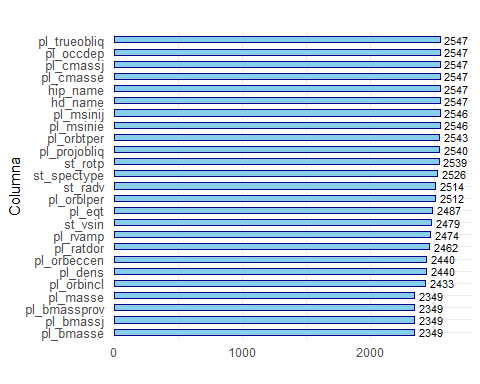 pl_trueobliq 2547
pl_occdep 2547
pl_cmassj 2547
pl_cmasse 2547
hip_name 2547
hd_name 2547
pl_msinij 2546
pl_msinie 2546
pl_orbtper 2543
pl_projobliq 2540
st_rotp 2539
st_spectype 2526
st_radv 2514
pl_orblper 2512
pl_eqt 2487
st_vsin 2479
pl_rvamp 2474
pl_ratdor 2462
pl_orbeccen 2440
pl_dens 2440
pl_orbincl 2433
pl_masse 2349
pl_bmassprov 2349
pl_bmassj 2349
pl_bmasse 2349
Columna
0 1000 2000